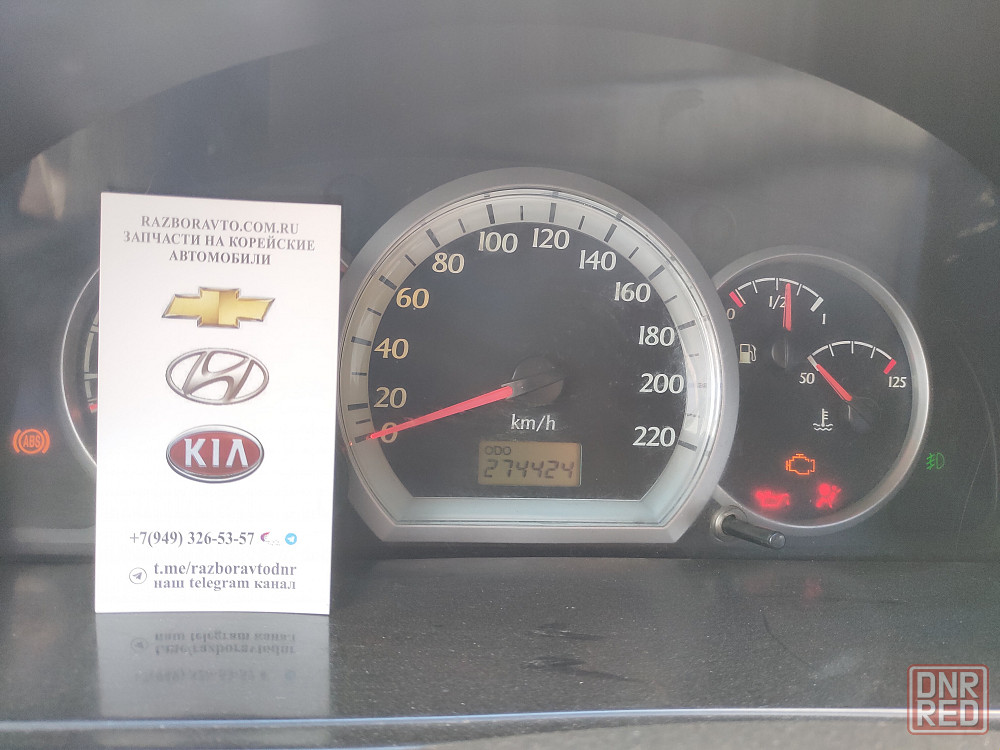 RAZBORAVTO.COM.RU
ЗАПЧАСТИ НА КОРЕЙСКИЕ
АВТОМОБИЛИ
KIA
+7(949) 326-53-57
t.me/razboravtodnr
наш telegram канал
ABS
0
20
40
60
80
100
120
140
160
180
200
220
km/h
ODO
274424
0
1/2
1
50
125
DNR
RED